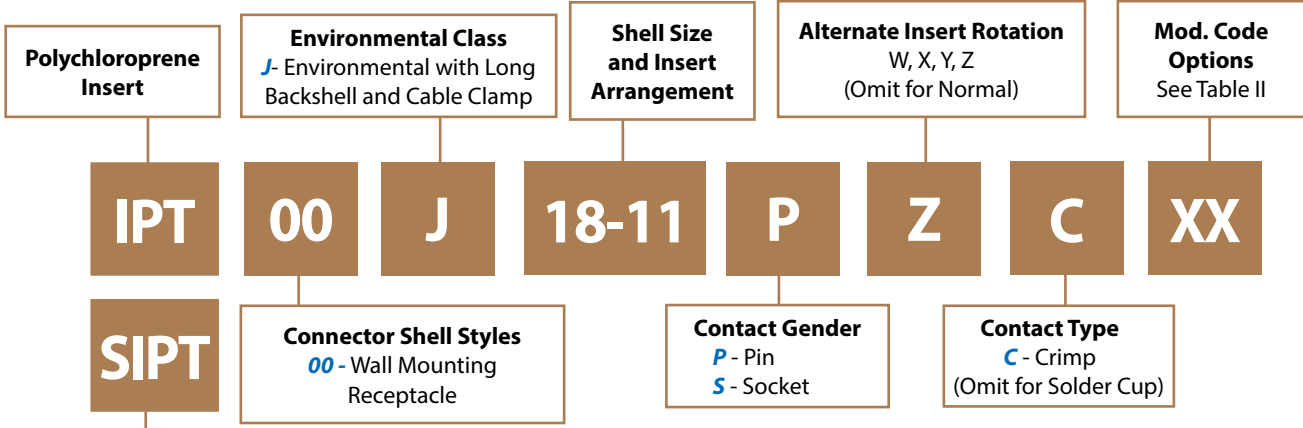 Polychloroprene
Insert
Environmental Class
J- Environmental with Long
Backshell and Cable Clamp
Shell Size
and Insert
Arrangement
Alternate Insert Rotation
W, X, Y, Z
(Omit for Normal)
Mod. Code
Options
See Table II
IPT
00
J
18-11
P
Z
C
XX
SIPT
Connector Shell Styles
00 - Wall Mounting
Receptacle
Contact Gender
P - Pin
S - Socket
Contact Type
C - Crimp
(Omit for Solder Cup)